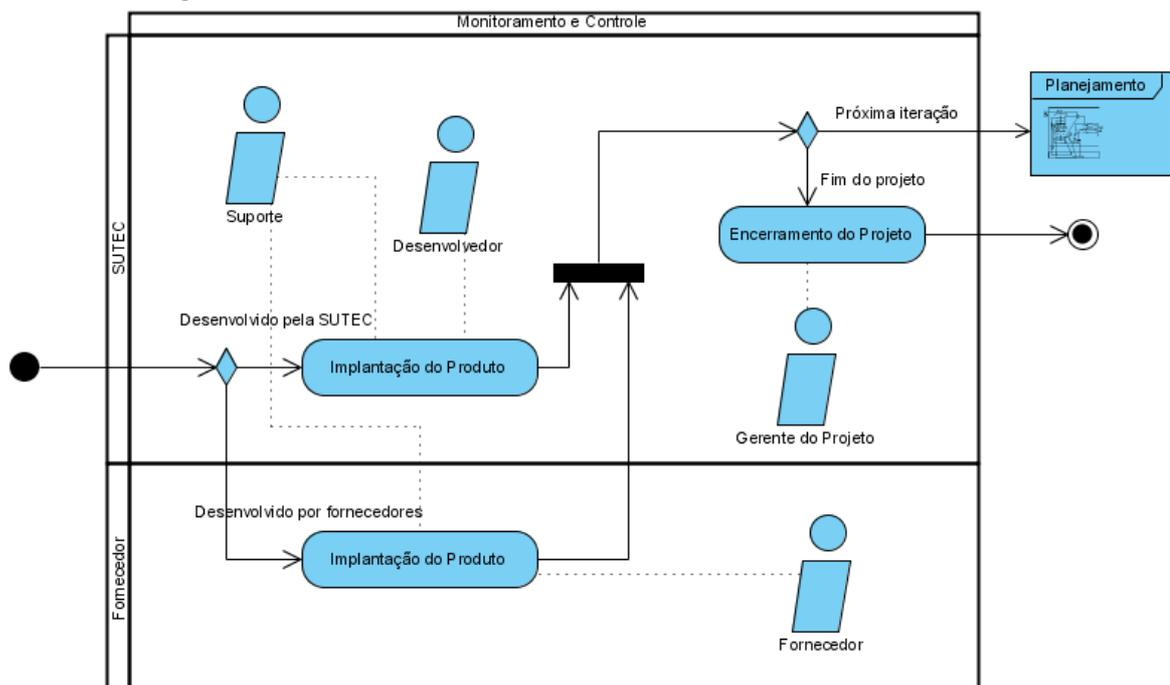 Monitoramento e Controle
SUTEC
Suporte
Desenvolvedor
Próxima iteração
Planejamento
Fim do projeto
Encerramento do Projeto
Desenvolvido pela SUTEC
Implantação do Produto
Gerente do Projeto
Fornecedor
Desenvolvido por fornecedores
Implantação do Produto
Fornecedor